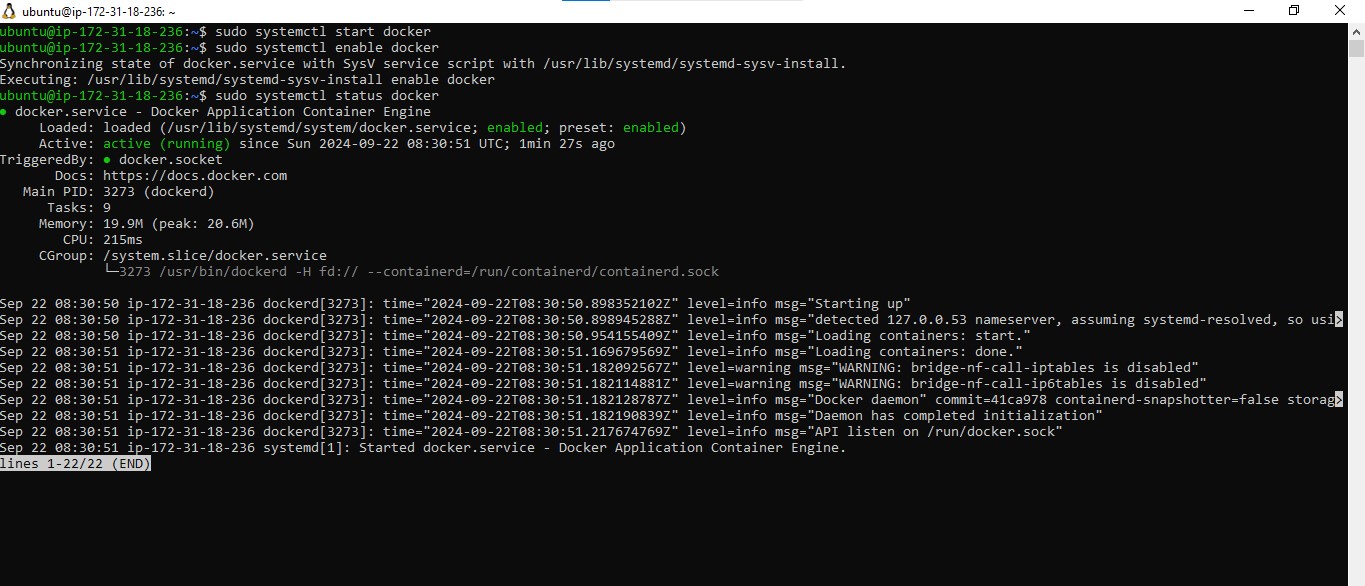 ubuntu@ip-172-31-18-236: ~
ubuntu@ip-172-31-18-236:~$ sudo systemctl start docker
ubuntu@ip-172-31-18-236:~$ sudo systemctl enable docker
Synchronizing state of docker.service with SysV service script with /usr/lib/systemd/systemd-sysv-install.
Executing: /usr/lib/systemd/systemd-sysv-install enable docker
ubuntu@ip-172-31-18-236:~$ sudo systemctl status docker
● docker.service - Docker Application Container Engine
     Loaded: loaded (/usr/lib/systemd/system/docker.service; enabled; preset: enabled)
     Active: active (running) since Sun 2024-09-22 08:30:51 UTC; 1min 27s ago
TriggeredBy: ● docker.socket
       Docs: https://docs.docker.com
   Main PID: 3273 (dockerd)
      Tasks: 9
     Memory: 19.9M (peak: 20.6M)
        CPU: 215ms
     CGroup: /system.slice/docker.service
             └─3273 /usr/bin/dockerd -H fd:// --containerd=/run/containerd/containerd.sock
Sep 22 08:30:50 ip-172-31-18-236 dockerd[3273]: time="2024-09-22T08:30:50.898352102Z" level=info msg="Starting up"
Sep 22 08:30:50 ip-172-31-18-236 dockerd[3273]: time="2024-09-22T08:30:50.898945288Z" level=info msg="detected 127.0.0.53 nameserver, assuming systemd-resolved, so usi>
Sep 22 08:30:50 ip-172-31-18-236 dockerd[3273]: time="2024-09-22T08:30:50.954155409Z" level=info msg="Loading containers: start."
Sep 22 08:30:51 ip-172-31-18-236 dockerd[3273]: time="2024-09-22T08:30:51.169679569Z" level=info msg="Loading containers: done."
Sep 22 08:30:51 ip-172-31-18-236 dockerd[3273]: time="2024-09-22T08:30:51.182092567Z" level=warning msg="WARNING: bridge-nf-call-iptables is disabled"
Sep 22 08:30:51 ip-172-31-18-236 dockerd[3273]: time="2024-09-22T08:30:51.182114881Z" level=warning msg="WARNING: bridge-nf-call-ip6tables is disabled"
Sep 22 08:30:51 ip-172-31-18-236 dockerd[3273]: time="2024-09-22T08:30:51.182128787Z" level=info msg="Docker daemon" commit=41ca978 containerd-snapshotter=false storag>
Sep 22 08:30:51 ip-172-31-18-236 dockerd[3273]: time="2024-09-22T08:30:51.182190839Z" level=info msg="Daemon has completed initialization"
Sep 22 08:30:51 ip-172-31-18-236 dockerd[3273]: time="2024-09-22T08:30:51.217674769Z" level=info msg="API listen on /run/docker.sock"
Sep 22 08:30:51 ip-172-31-18-236 systemd[1]: Started docker.service - Docker Application Container Engine.
lines 1-22/22 (END)